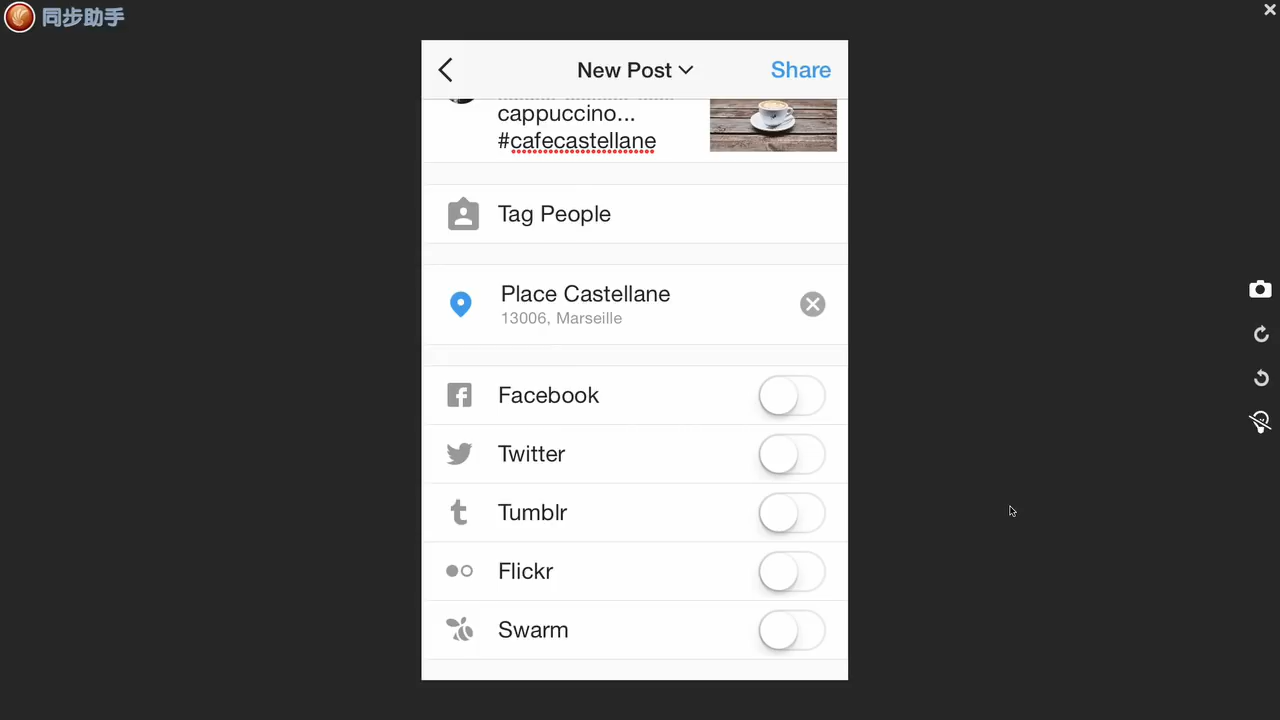 同步助手
New Post
Share
cappuccino...
#cafecastellane
Tag People
Place Castellane
13006, Marseille
Facebook
Twitter
Tumblr
Flickr
Swarm